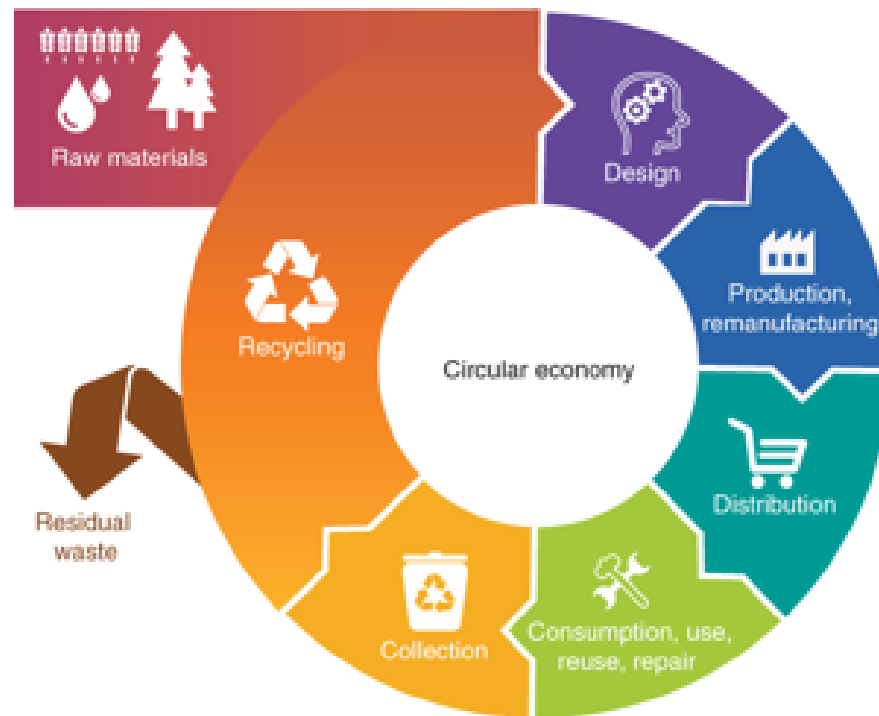 Raw materials
Design
Production,
remanufacturing
Recycling
Circular economy
Distribution
Residual
waste
Consumption, use,
reuse, repair
Collection